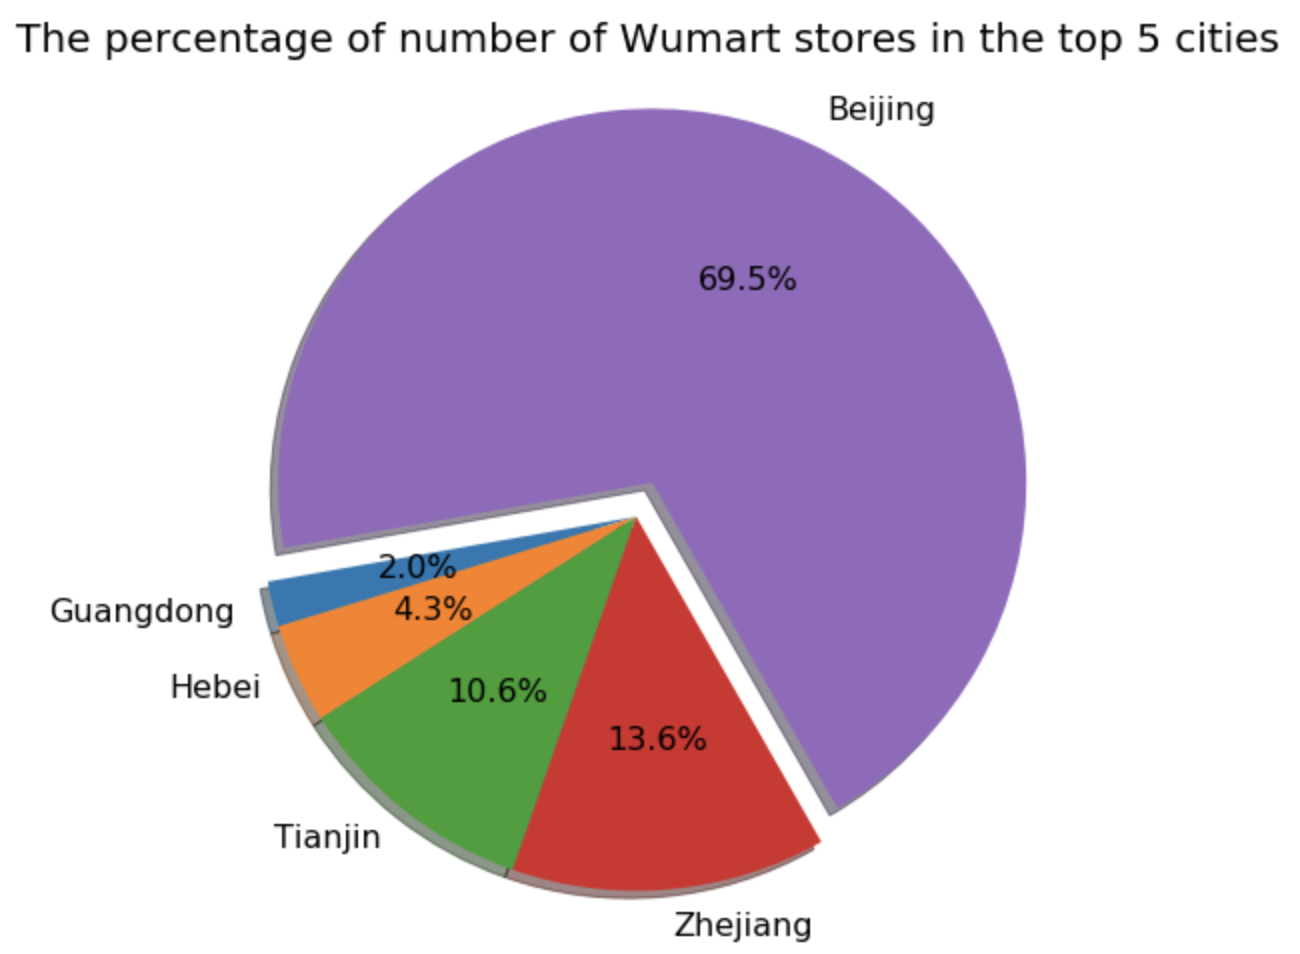 The percentage of number of Wumart stores in the top 5 cities
Beijing
69.5%
2.0%
Guangdong
4.3%
Hebei
10.6%
13.6%
Tianjin
Zhejiang